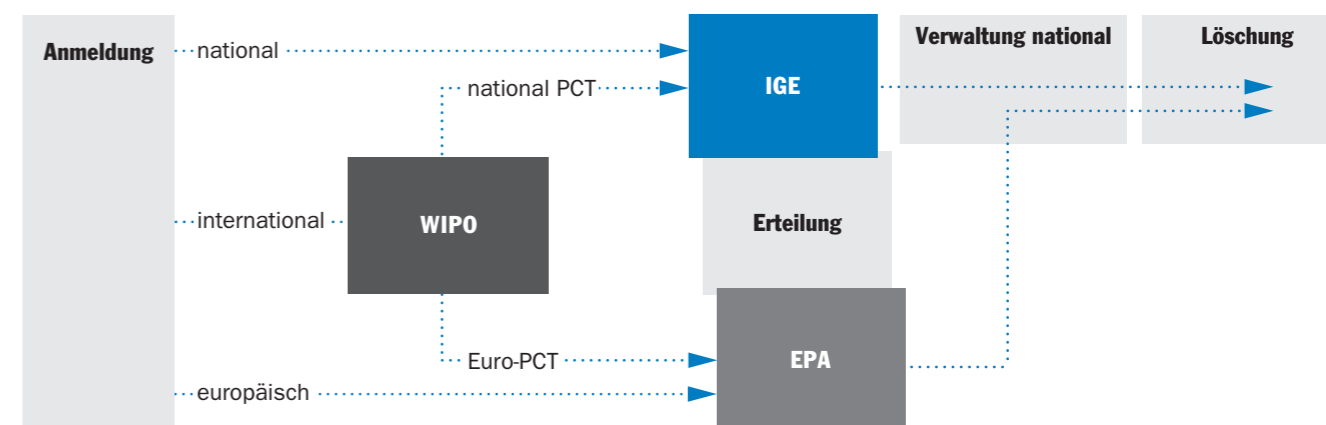 Anmeldung
national
IGE
Verwaltung national
Löschung
national PCT
international
WIPO
Erteilung
Euro-PCT
EPA
europäisch